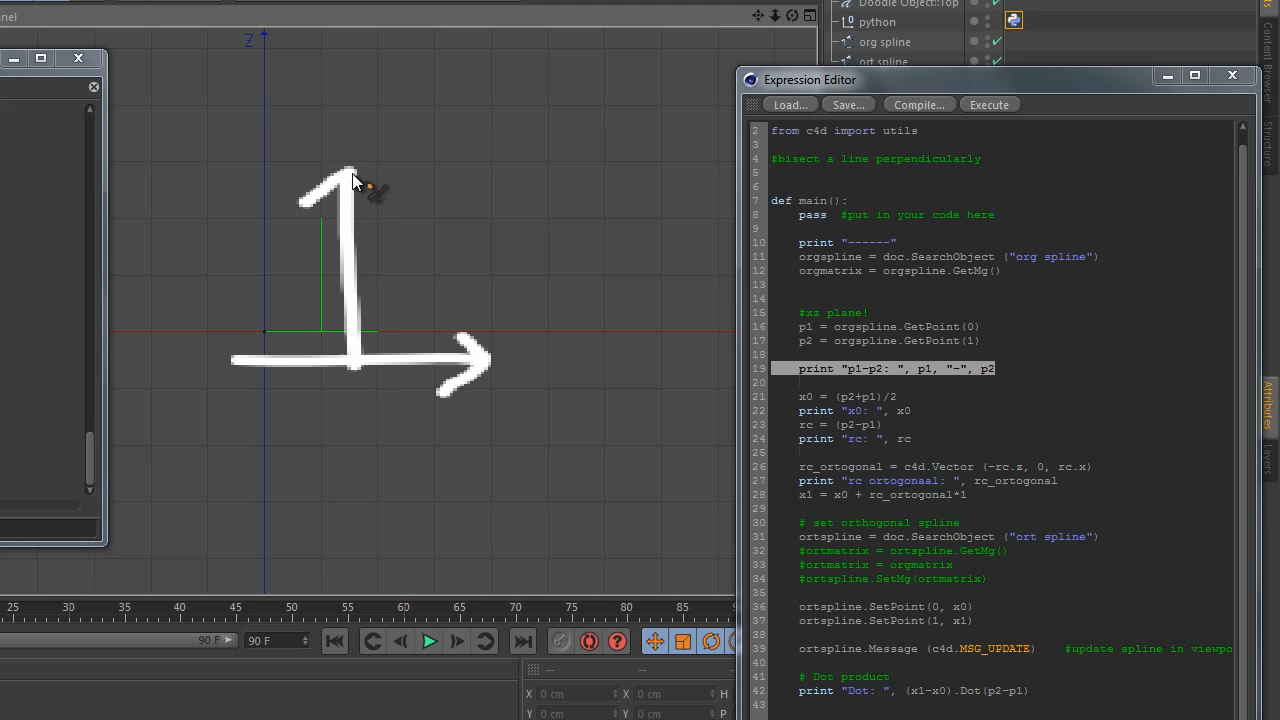 nel
Doodle Object::Top
python
org spline
ort spline
Content Browser
Structure
Attributes
Layers
Z
Expression Editor
Load... Save... Compile... Execute
2 from c4d import utils
3
4 #bisect a line perpendicularly
5
6
7 def main():
8 pass #put in your code here
9
10 print "------"
11 orgspline = doc.SearchObject ("org spline")
12 orgmatrix = orgspline.GetMg()
13
14
15 #xz plane!
16 p1 = orgspline.GetPoint(0)
17 p2 = orgspline.GetPoint(1)
18
19 print "p1-p2: ", p1, "-", p2
20
21 x0 = (p2+p1)/2
22 print "x0: ", x0
23 rc = (p2-p1)
24 print "rc: ", rc
25
26 rc_ortogonal = c4d.Vector (-rc.z, 0, rc.x)
27 print "rc ortogonaal: ", rc_ortogonal
28 x1 = x0 + rc_ortogonal*1
29
30 # set orthogonal spline
31 ortspline = doc.SearchObject ("ort spline")
32 #ortmatrix = ortspline.GetMg()
33 #ortmatrix = orgmatrix
34 #ortspline.SetMg(ortmatrix)
35
36 ortspline.SetPoint(0, x0)
37 ortspline.SetPoint(1, x1)
38
39 ortspline.Message (c4d.MSG_UPDATE) #update spline in viewpo
40
41 # Dot product
42 print "Dot: ", (x1-x0).Dot(p2-p1)
43
25 30 35 40 45 50 55 60 65 70 75 80 85 9
90 F 90 F
-- --
X 0 cm X 0 cm H
Y 0 cm Y 0 cm P